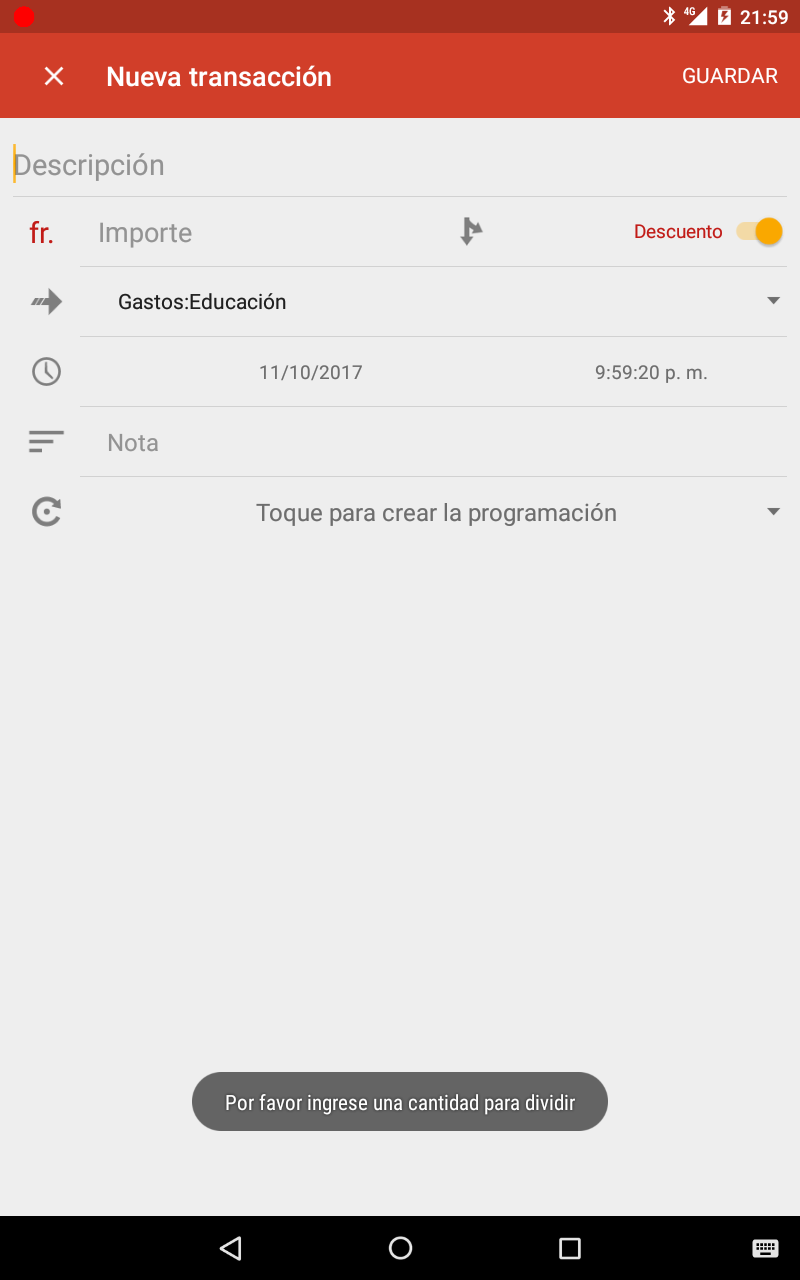 4G 21:59
Nueva transacción GUARDAR
Descripción
fr. Importe Descuento
Gastos:Educación
11/10/2017 9:59:20 p. m.
Nota
Toque para crear la programación
Por favor ingrese una cantidad para dividir